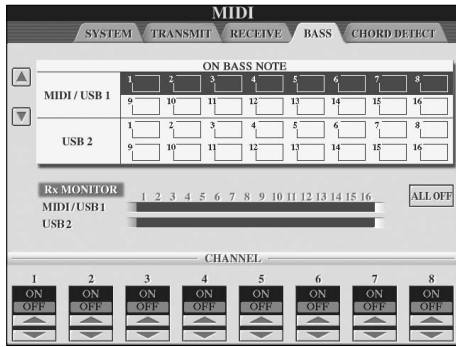 MIDI
SYSTEM TRANSMIT RECEIVE BASS CHORD DETECT
ON BASS NOTE
MIDI / USB 1
1 2 3 4 5 6 7 8
9 10 11 12 13 14 15 16
USB 2
1 2 3 4 5 6 7 8
9 10 11 12 13 14 15 16
Rx MONITOR
1 2 3 4 5 6 7 8 9 10 11 12 13 14 15 16
MIDI/USB1
USB2
ALL OFF
CHANNEL
1 2 3 4 5 6 7 8
ON ON ON ON ON ON ON ON
OFF OFF OFF OFF OFF OFF OFF OFF